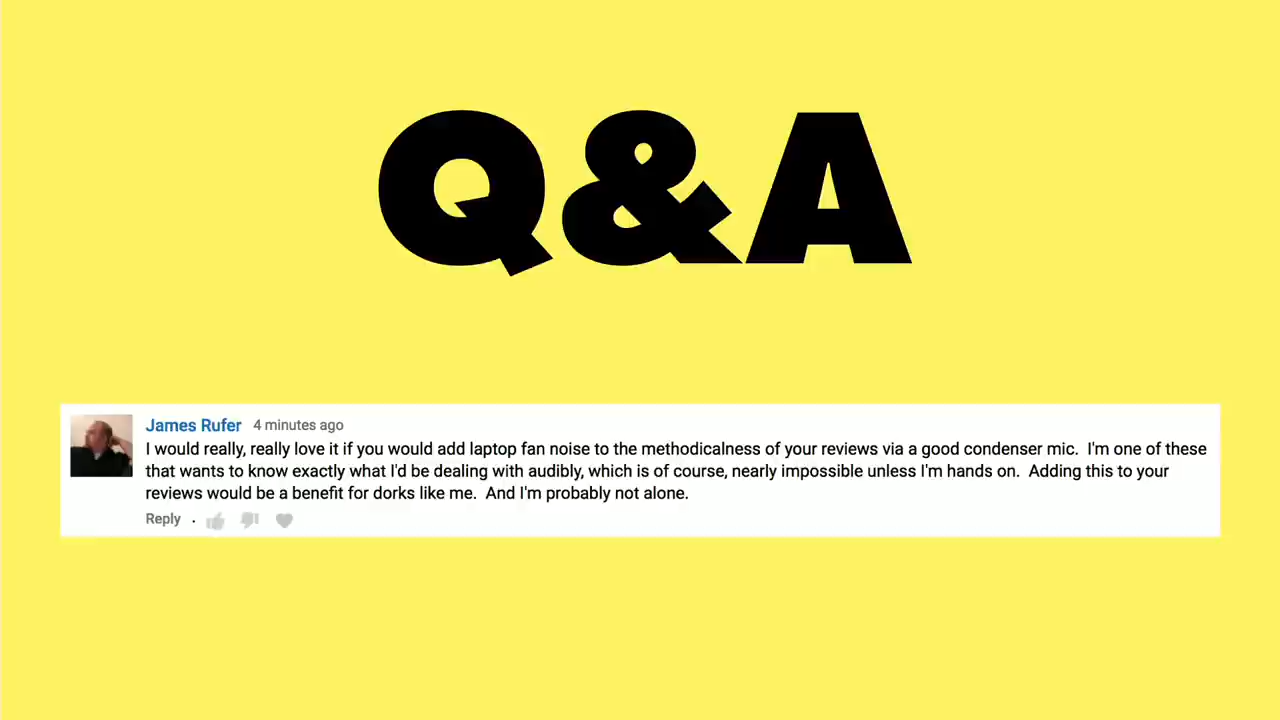 Q&A
James Rufer 4 minutes ago
I would really, really love it if you would add laptop fan noise to the methodicalness of your reviews via a good condenser mic.  I'm one of these
that wants to know exactly what I'd be dealing with audibly, which is of course, nearly impossible unless I'm hands on.  Adding this to your
reviews would be a benefit for dorks like me.  And I'm probably not alone.
Reply ·